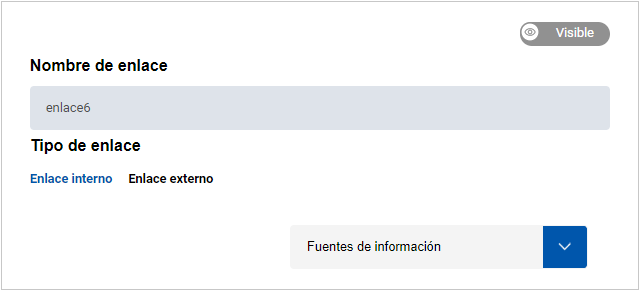 Visible
Nombre de enlace
enlace6
Tipo de enlace
Enlace interno Enlace externo
Fuentes de información